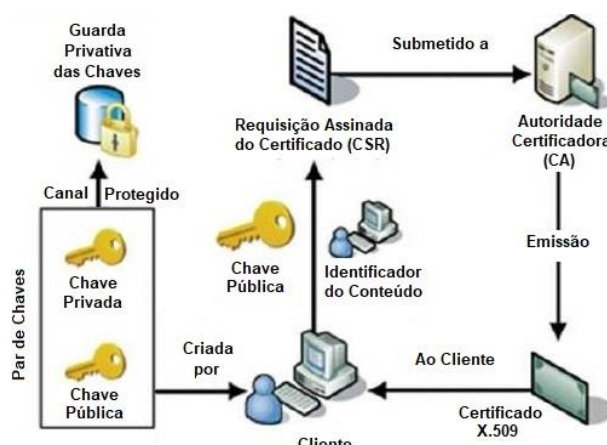 Guarda
Privativa
das Chaves
Canal Protegido
Par de Chaves
Chave
Privada
Chave
Pública
Criada
por
Requisição Assinada
do Certificado (CSR)
Chave
Pública
Identificador
do Conteúdo
Submetido a
Autoridade
Certificadora
(CA)
Emissão
Ao Cliente
Certificado
X.509
Cliente